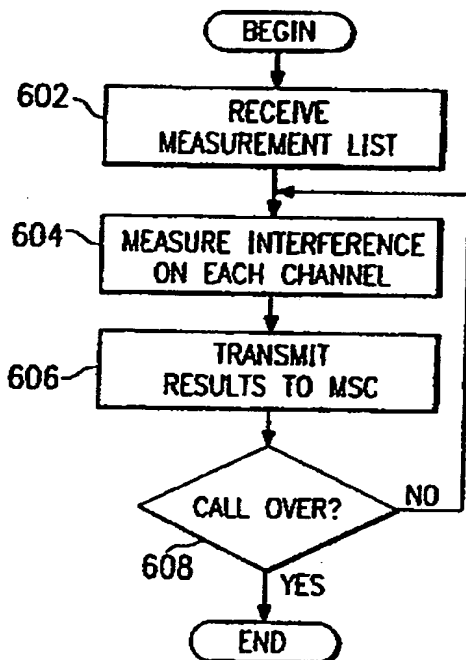 BEGIN
602
RECEIVE
MEASUREMENT LIST
604
MEASURE INTERFERENCE
ON EACH CHANNEL
606
TRANSMIT
RESULTS TO MSC
CALL OVER?
NO
608
YES
END